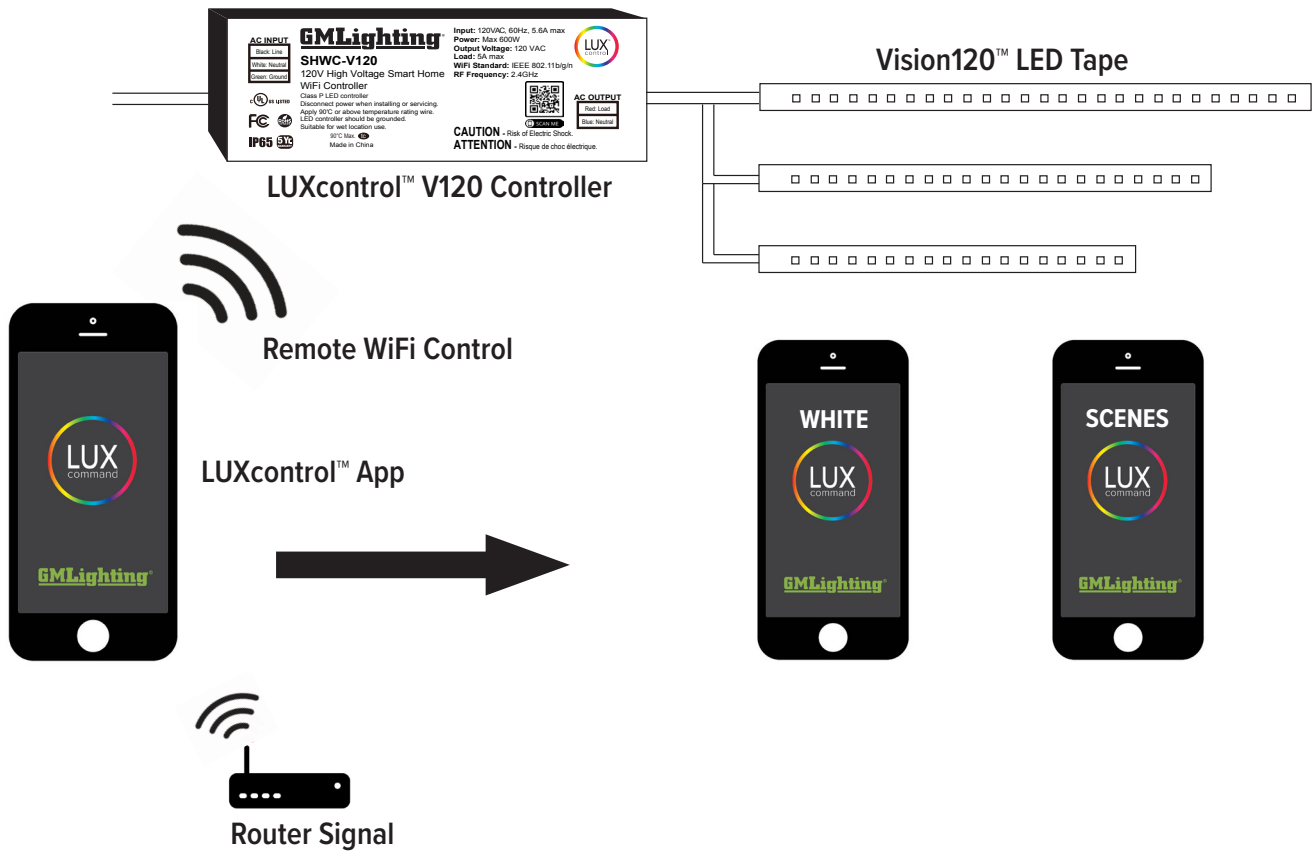 AC INPUT
Black: Line
White: Neutral
Green: Ground
GMLighting®
SHWC-V120
120V High Voltage Smart Home
WiFi Controller
Class P LED controller
Disconnect power when installing or servicing.
Apply 90˚C or above temperature rating wire.
LED controller should be grounded.
Suitable for wet location use.
90˚C Max. tc
Made in China
C UL US LISTED
FC
IP65
Input: 120VAC, 60Hz, 5.6A max
Power: Max 600W
Output Voltage: 120 VAC
Load: 5A max
WiFi Standard: IEEE 802.11b/g/n
RF Frequency: 2.4GHz
LUX™
control
SCAN ME
AC OUTPUT
Red: Load
Blue: Neutral
CAUTION - Risk of Electric Shock.
ATTENTION - Risque de choc électrique.
Vision120™ LED Tape
LUXcontrol™ V120 Controller
Remote WiFi Control
LUX
command
GMLighting®
LUXcontrol™ App
WHITE
LUX
command
GMLighting®
SCENES
LUX
command
GMLighting®
Router Signal